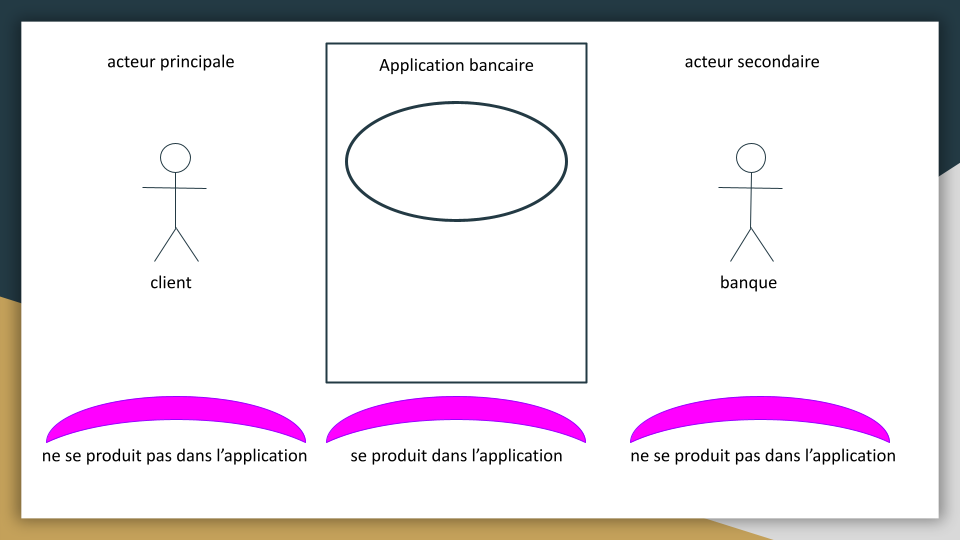 acteur principale
Application bancaire
acteur secondaire
client
banque
ne se produit pas dans l’application
se produit dans l’application
ne se produit pas dans l’application